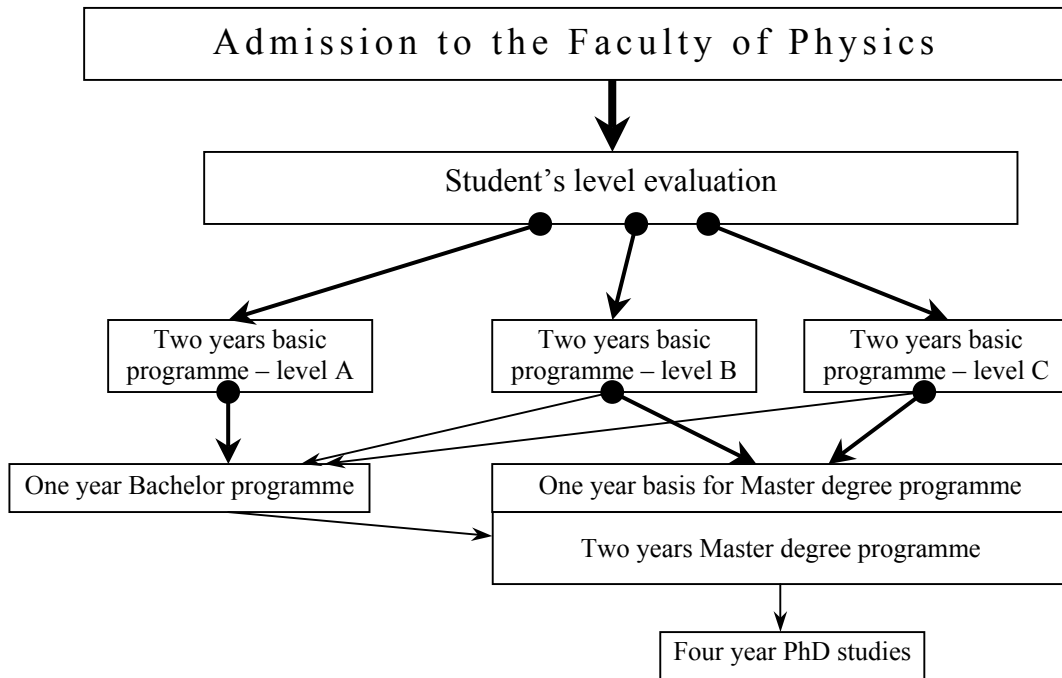 Admission to the Faculty of Physics
Student’s level evaluation
Two years basic
programme – level A
Two years basic
programme – level B
Two years basic
programme – level C
One year Bachelor programme
One year basis for Master degree programme
Two years Master degree programme
Four year PhD studies